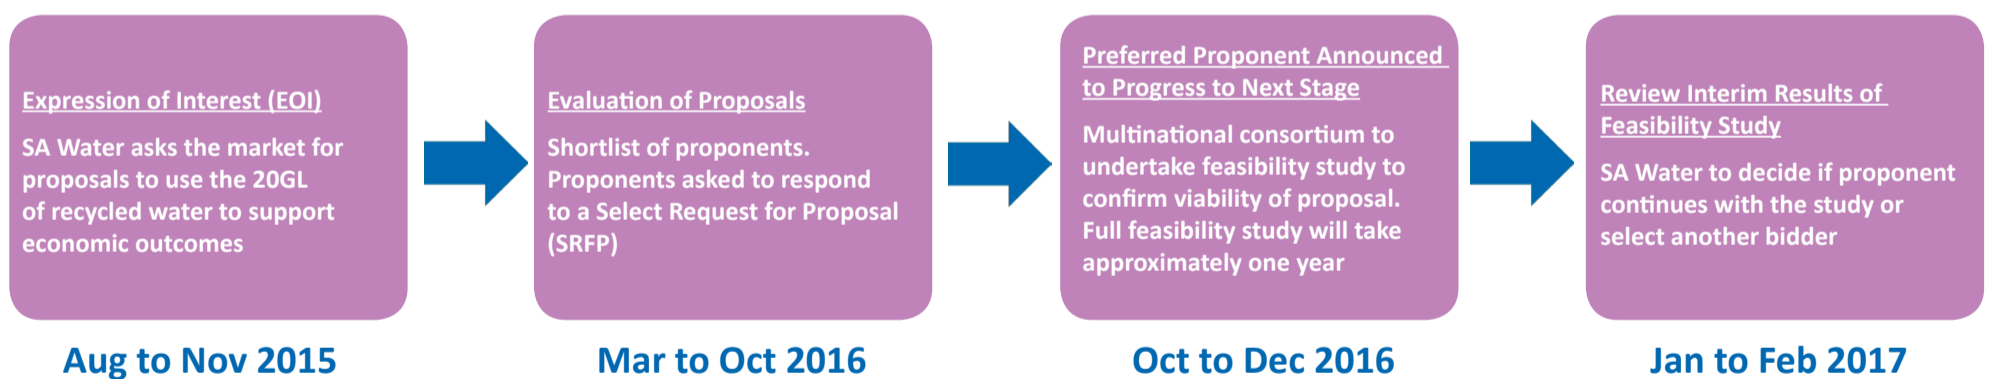 Expression of Interest (EOI)
SA Water asks the market for
proposals to use the 20GL
of recycled water to support
economic outcomes
Aug to Nov 2015
Evaluation of Proposals
Shortlist of proponents.
Proponents asked to respond
to a Select Request for Proposal
(SRFP)
Mar to Oct 2016
Preferred Proponent Announced
to Progress to Next Stage
Multinational consortium to
undertake feasibility study to
confirm viability of proposal.
Full feasibility study will take
approximately one year
Oct to Dec 2016
Review Interim Results of
Feasibility Study
SA Water to decide if proponent
continues with the study or
select another bidder
Jan to Feb 2017